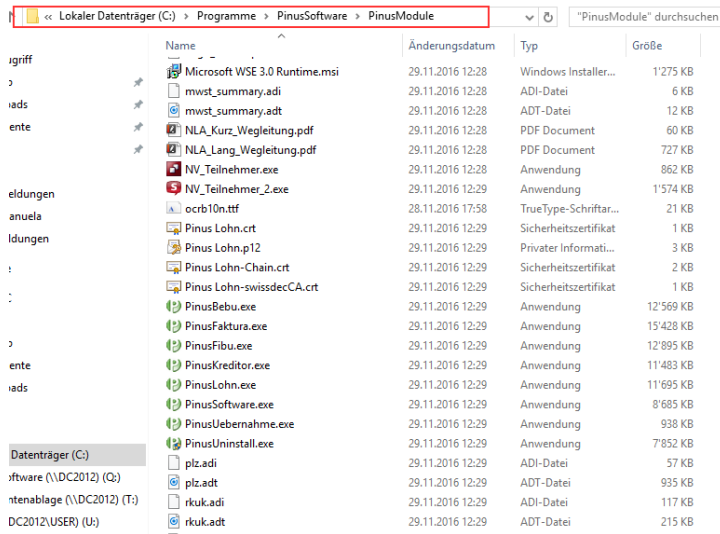 « Lokaler Datenträger (C:) › Programme › PinusSoftware › PinusModule "PinusModule" durchsuchen
Name Änderungsdatum Typ Größe
ugriff
Microsoft WSE 3.0 Runtime.msi 29.11.2016 12:28 Windows Installer... 1'275 KB
mwst_summary.adi 29.11.2016 12:28 ADI-Datei 6 KB
mwst_summary.adt 29.11.2016 12:28 ADT-Datei 12 KB
oads
ente
NLA_Kurz_Wegleitung.pdf 29.11.2016 12:28 PDF Document 60 KB
NLA_Lang_Wegleitung.pdf 29.11.2016 12:28 PDF Document 727 KB
NV_Teilnehmer.exe 29.11.2016 12:28 Anwendung 862 KB
NV_Teilnehmer_2.exe 29.11.2016 12:29 Anwendung 1'574 KB
eldungen
ocrb10n.ttf 28.11.2016 17:58 TrueType-Schriftar... 21 KB
anuela
Pinus Lohn.crt 29.11.2016 12:29 Sicherheitszertifikat 1 KB
ldungen
Pinus Lohn.p12 29.11.2016 12:29 Privater Informati... 3 KB
Pinus Lohn-Chain.crt 29.11.2016 12:29 Sicherheitszertifikat 2 KB
Pinus Lohn-swissdecCA.crt 29.11.2016 12:29 Sicherheitszertifikat 1 KB
PinusBebu.exe 29.11.2016 12:29 Anwendung 12'569 KB
PinusFaktura.exe 29.11.2016 12:29 Anwendung 15'428 KB
PinusFibu.exe 29.11.2016 12:29 Anwendung 12'895 KB
ente
PinusKreditor.exe 29.11.2016 12:29 Anwendung 11'483 KB
oads
PinusLohn.exe 29.11.2016 12:29 Anwendung 11'695 KB
PinusSoftware.exe 29.11.2016 12:29 Anwendung 8'685 KB
PinusUebernahme.exe 29.11.2016 12:29 Anwendung 938 KB
PinusUninstall.exe 29.11.2016 12:29 Anwendung 7'852 KB
Datenträger (C:)
plz.adi 29.11.2016 12:29 ADI-Datei 57 KB
oftware (\\DC2012) (Q:)
plz.adt 29.11.2016 12:29 ADT-Datei 935 KB
ntenablage (\\DC2012) (T:)
rkuk.adi 29.11.2016 12:29 ADI-Datei 117 KB
DC2012\USER) (U:)
rkuk.adt 29.11.2016 12:29 ADT-Datei 215 KB